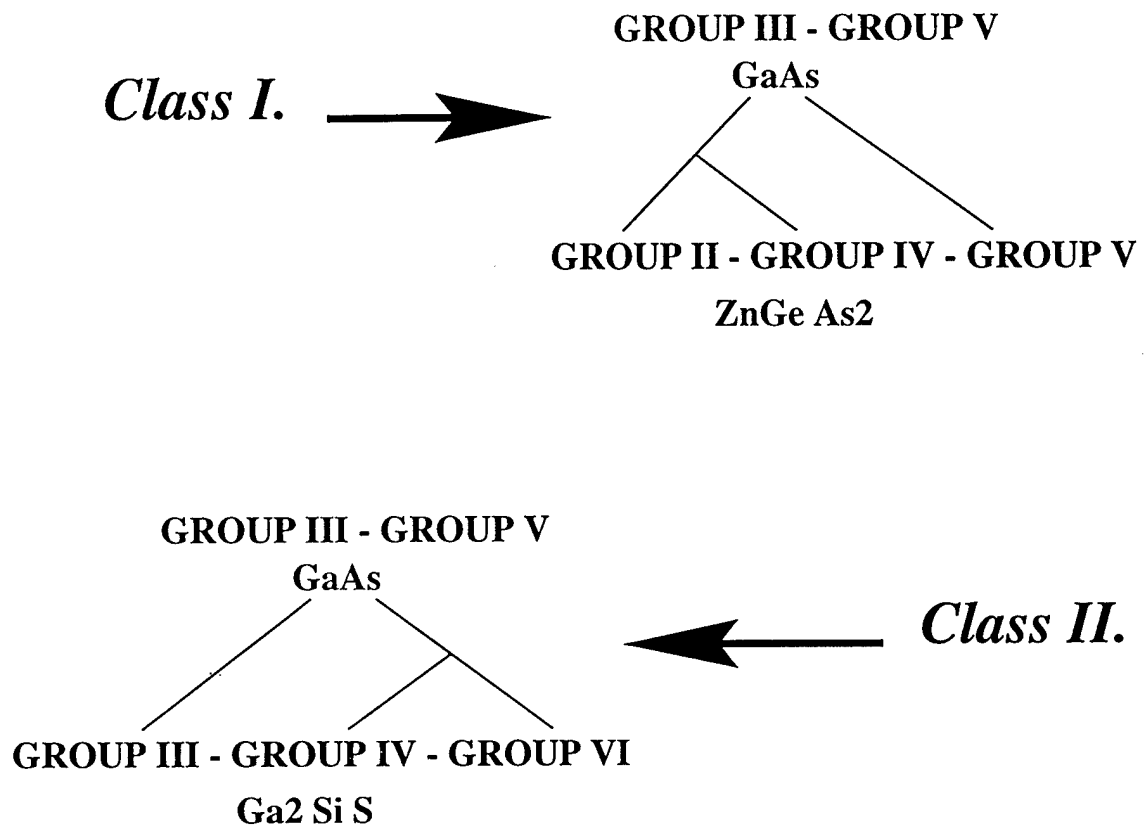 GROUP III - GROUP V
GaAs
Class I.
GROUP II - GROUP IV - GROUP V
ZnGe As2
GROUP III - GROUP V
GaAs
Class II.
GROUP III - GROUP IV - GROUP VI
Ga2 Si S